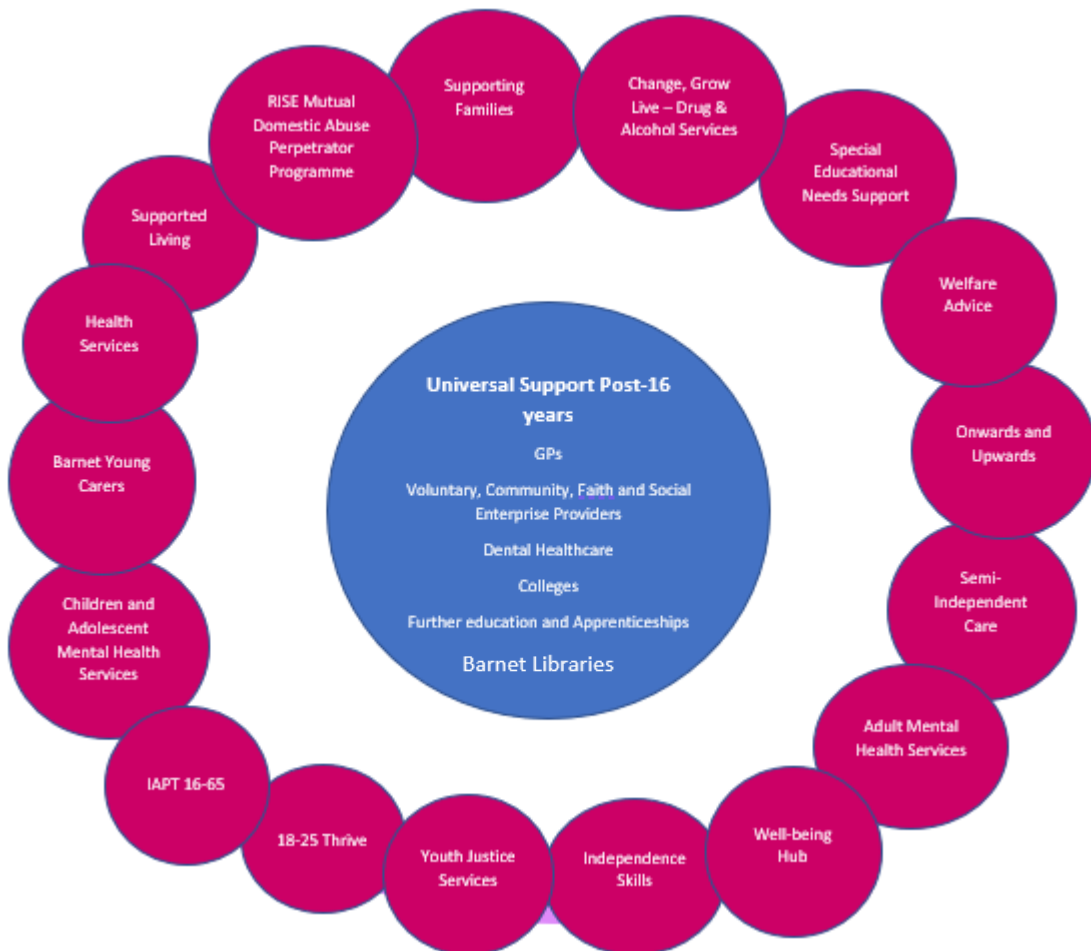 Supporting
Families
Change, Grow
Live – Drug &
Alcohol Services
Special
Educational
Needs Support
Welfare
Advice
Onwards and
Upwards
Semi-
Independent
Care
Adult Mental
Health Services
Well-being
Hub
Independence
Skills
Youth Justice
Services
18-25 Thrive
IAPT 16-65
Children and
Adolescent
Mental Health
Services
Barnet Young
Carers
Health
Services
Supported
Living
RISE Mutual
Domestic Abuse
Perpetrator
Programme
Universal Support Post-16
years
GPs
Voluntary, Community, Faith and Social
Enterprise Providers
Dental Healthcare
Colleges
Further education and Apprenticeships
Barnet Libraries